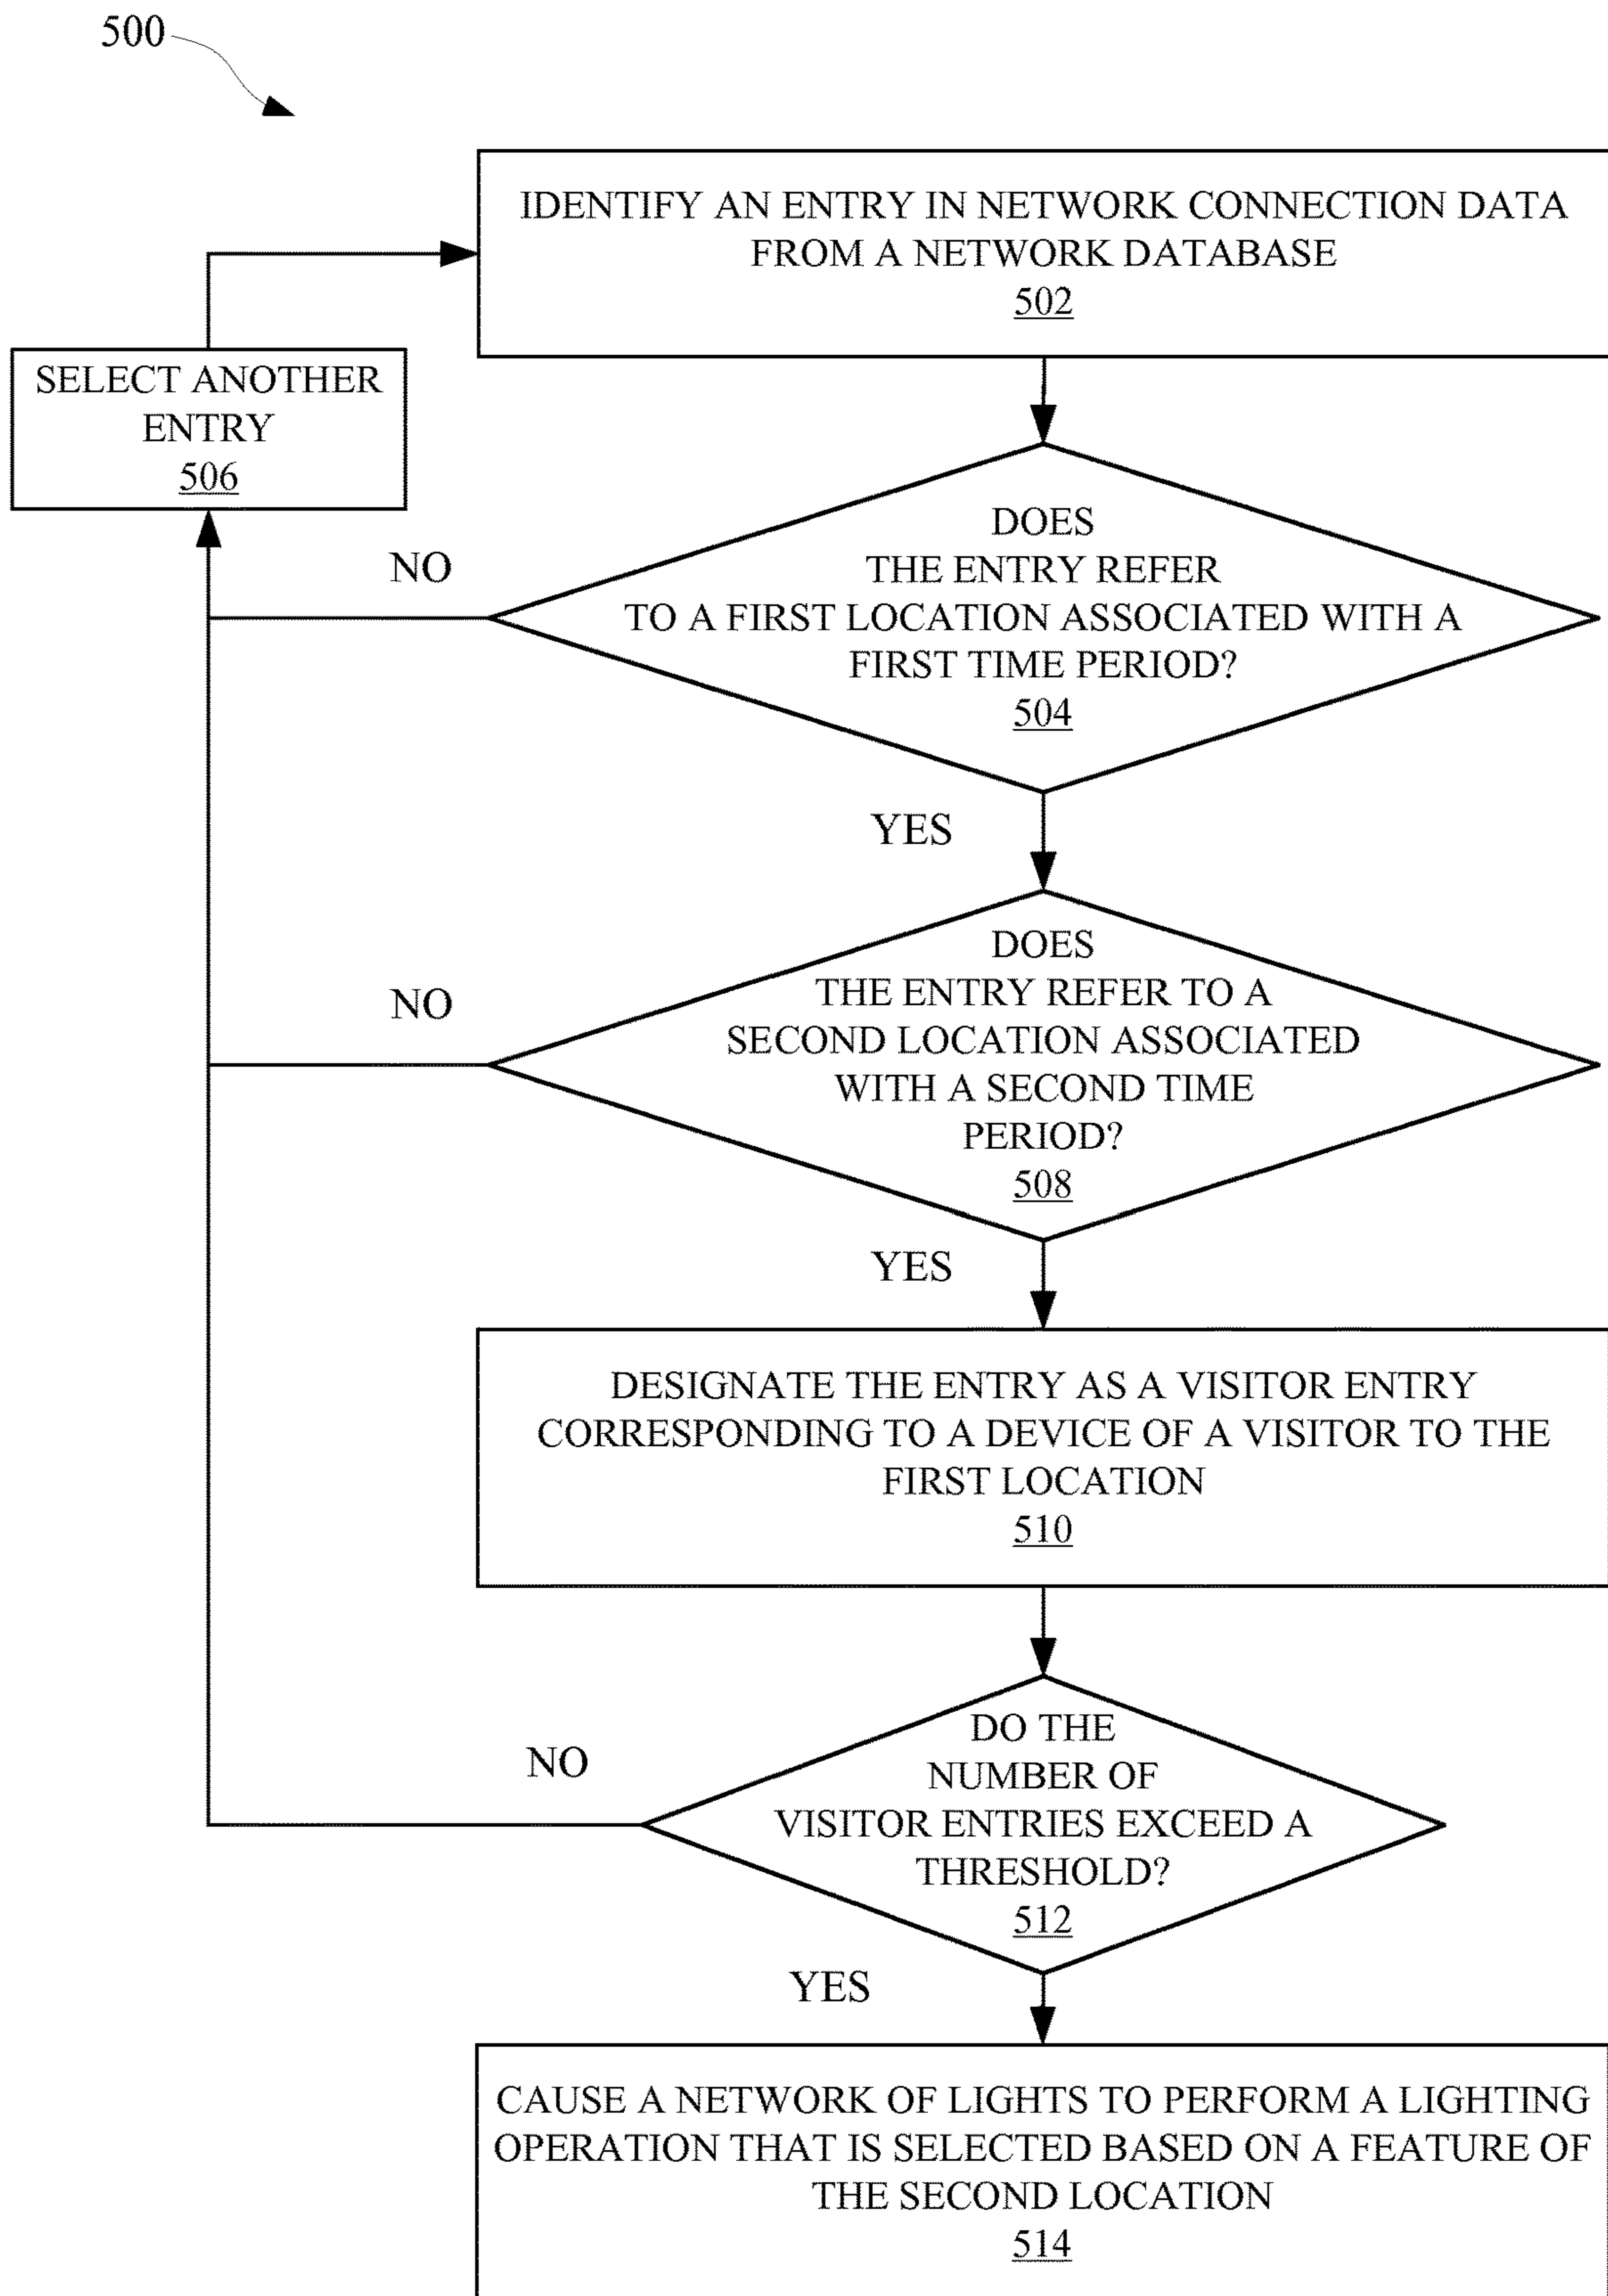 500
IDENTIFY AN ENTRY IN NETWORK CONNECTION DATA
FROM A NETWORK DATABASE
502
SELECT ANOTHER
ENTRY
506
DOES
THE ENTRY REFER
TO A FIRST LOCATION ASSOCIATED WITH A
FIRST TIME PERIOD?
504
NO
YES
DOES
THE ENTRY REFER TO A
SECOND LOCATION ASSOCIATED
WITH A SECOND TIME
PERIOD?
508
NO
YES
DESIGNATE THE ENTRY AS A VISITOR ENTRY
CORRESPONDING TO A DEVICE OF A VISITOR TO THE
FIRST LOCATION
510
DO THE
NUMBER OF
VISITOR ENTRIES EXCEED A
THRESHOLD?
512
NO
YES
CAUSE A NETWORK OF LIGHTS TO PERFORM A LIGHTING
OPERATION THAT IS SELECTED BASED ON A FEATURE OF
THE SECOND LOCATION
514